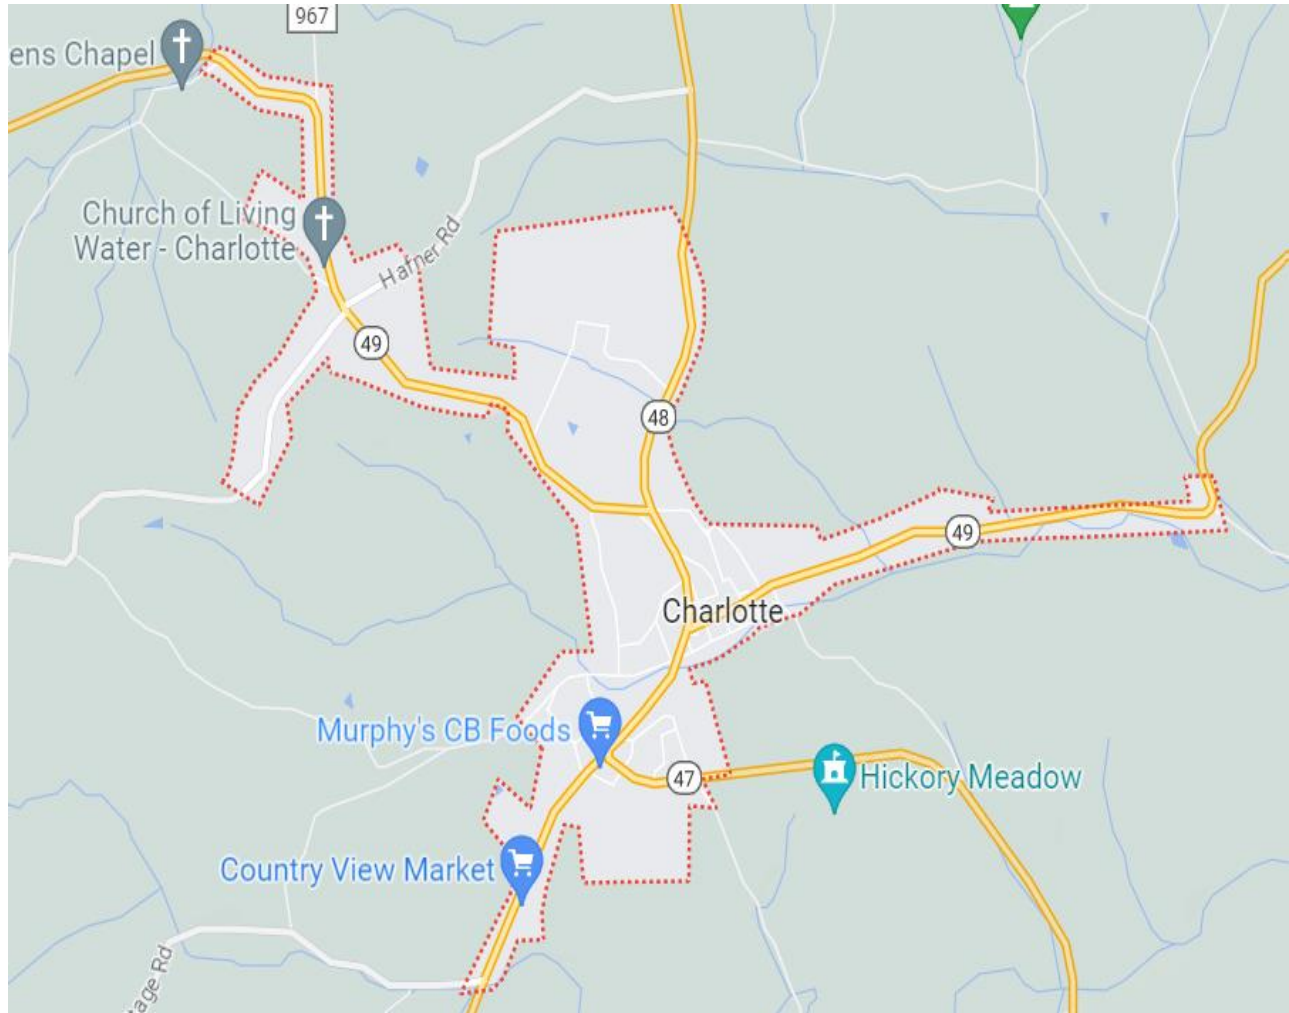 967
ens Chapel
Church of Living
Water - Charlotte
Hafner Rd
49
48
49
Charlotte
Murphy's CB Foods
47
Hickory Meadow
Country View Market
tage Rd